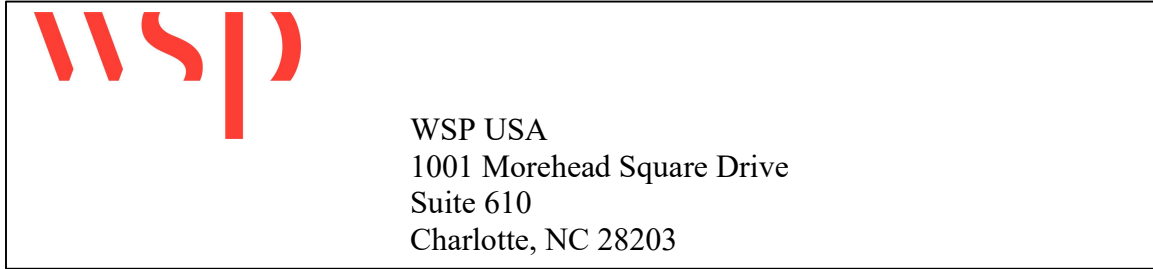 wsp
WSP USA
1001 Morehead Square Drive
Suite 610
Charlotte, NC 28203